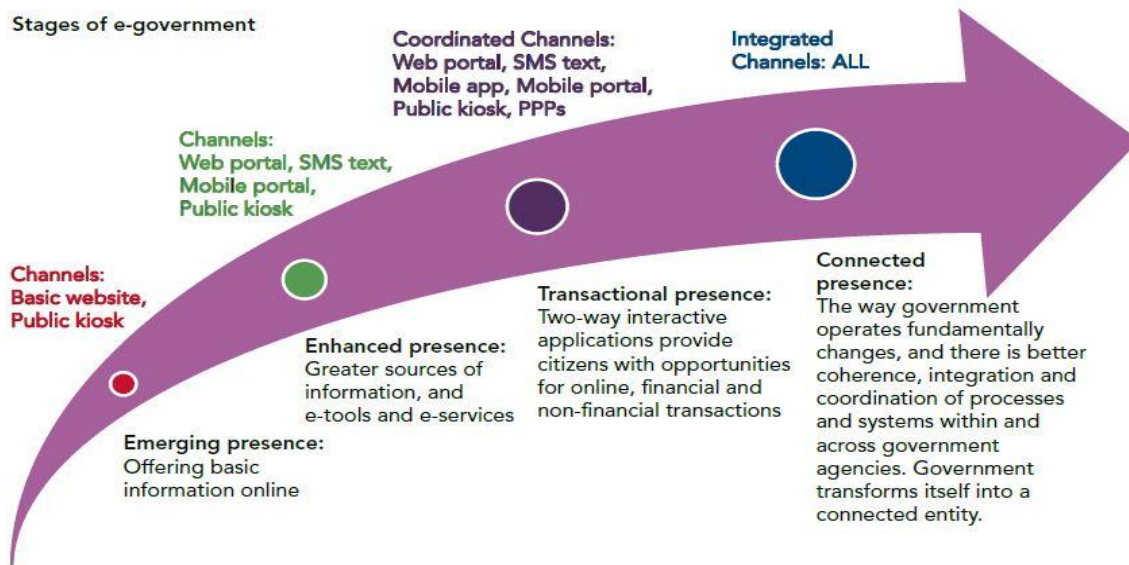 Stages of e-government
Coordinated Channels:
Web portal, SMS text,
Mobile app, Mobile portal,
Public kiosk, PPPs
Integrated
Channels: ALL
Channels:
Web portal, SMS text,
Mobile portal,
Public kiosk
Channels:
Basic website,
Public kiosk
Emerging presence:
Offering basic
information online
Enhanced presence:
Greater sources of
information, and
e-tools and e-services
Transactional presence:
Two-way interactive
applications provide
citizens with opportunities
for online, financial and
non-financial transactions
Connected
presence:
The way government
operates fundamentally
changes, and there is better
coherence, integration and
coordination of processes
and systems within and
across government
agencies. Government
transforms itself into a
connected entity.